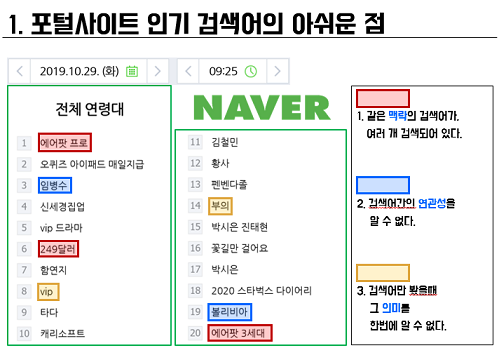 1. 포털사이트 인기 검색어의 아쉬운 점
2019.10.29. (화)
09:25
전체 연령대
1 에어팟 프로
2 오퀴즈 아이패드 매일지급
3 임병수
4 신세경집업
5 vip 드라마
6 249달러
7 함연지
8 vip
9 타다
10 캐리소프트
NAVER
11 김철민
12 황사
13 펜벤다졸
14 부의
15 박시은 진태현
16 꽃길만 걸어요
17 박시은
18 2020 스타벅스 다이어리
19 볼리비아
20 에어팟 3세대
1. 같은 맥락의 검색어가.
여러 개 검색되어 있다.
2. 검색어간의 연관성을
알 수 없다.
3. 검색어만 봤을때
그 의미를
한번에 알 수 없다.